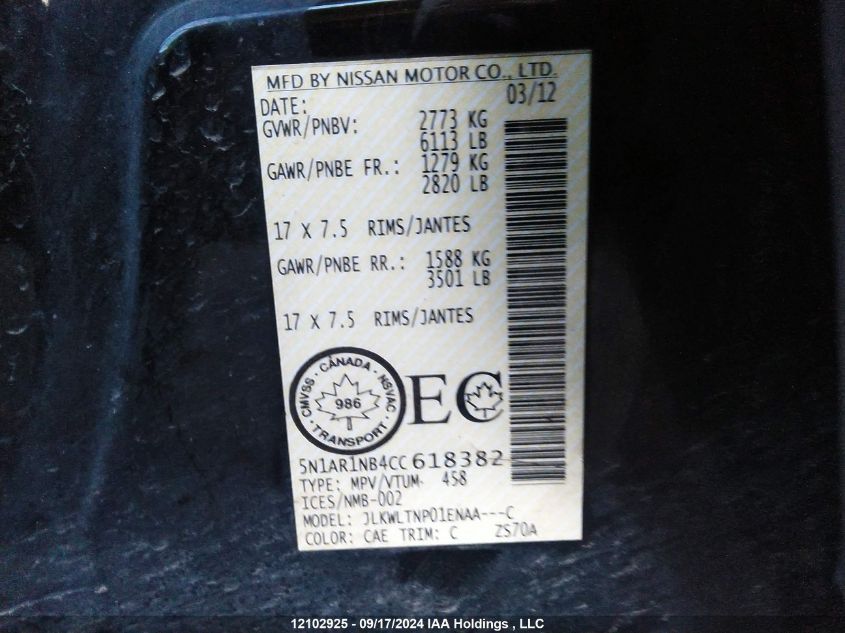 MFD BY NISSAN MOTOR CO., LTD.
DATE: 03/12
GVWR/PNBV: 2773 KG
6113 LB
GAWR/PNBE FR.: 1279 KG
2820 LB
17 X 7.5 RIMS/JANTES
GAWR/PNBE RR.: 1588 KG
3501 LB
17 X 7.5 RIMS/JANTES
CMVSS · CANADA · NSVAC · TRANSPORT ·
986
EC
5N1AR1NB4CC618382
TYPE: MPV/VTUM- 458
ICES/NMB-002
MODEL: JLKWLTNP01ENAA---C
COLOR: CAE TRIM: C ZS70A
12102925 - 09/17/2024 IAA Holdings , LLC